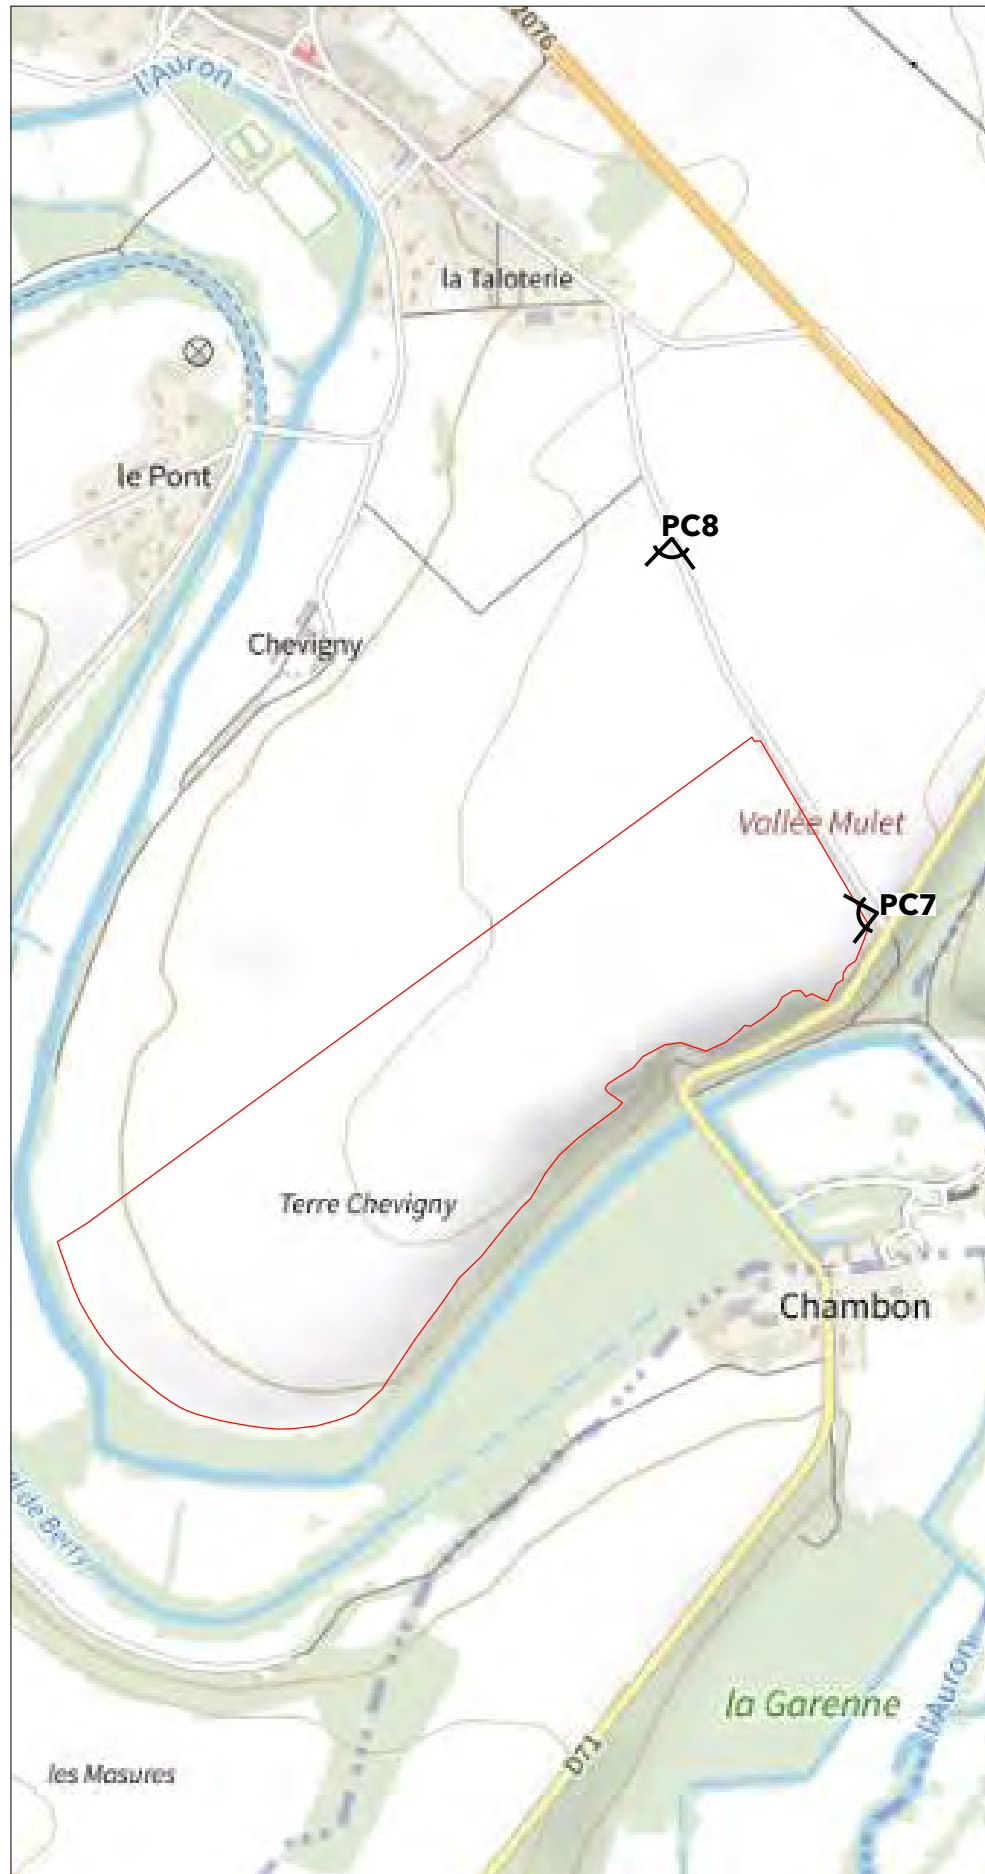 2076
l'Auron
la Taloterie
le Pont
PC8
Chevigny
Vallée Mulet
PC7
Terre Chevigny
Chambon
de Berry
la Garenne
l'Auron
D71
les Masures